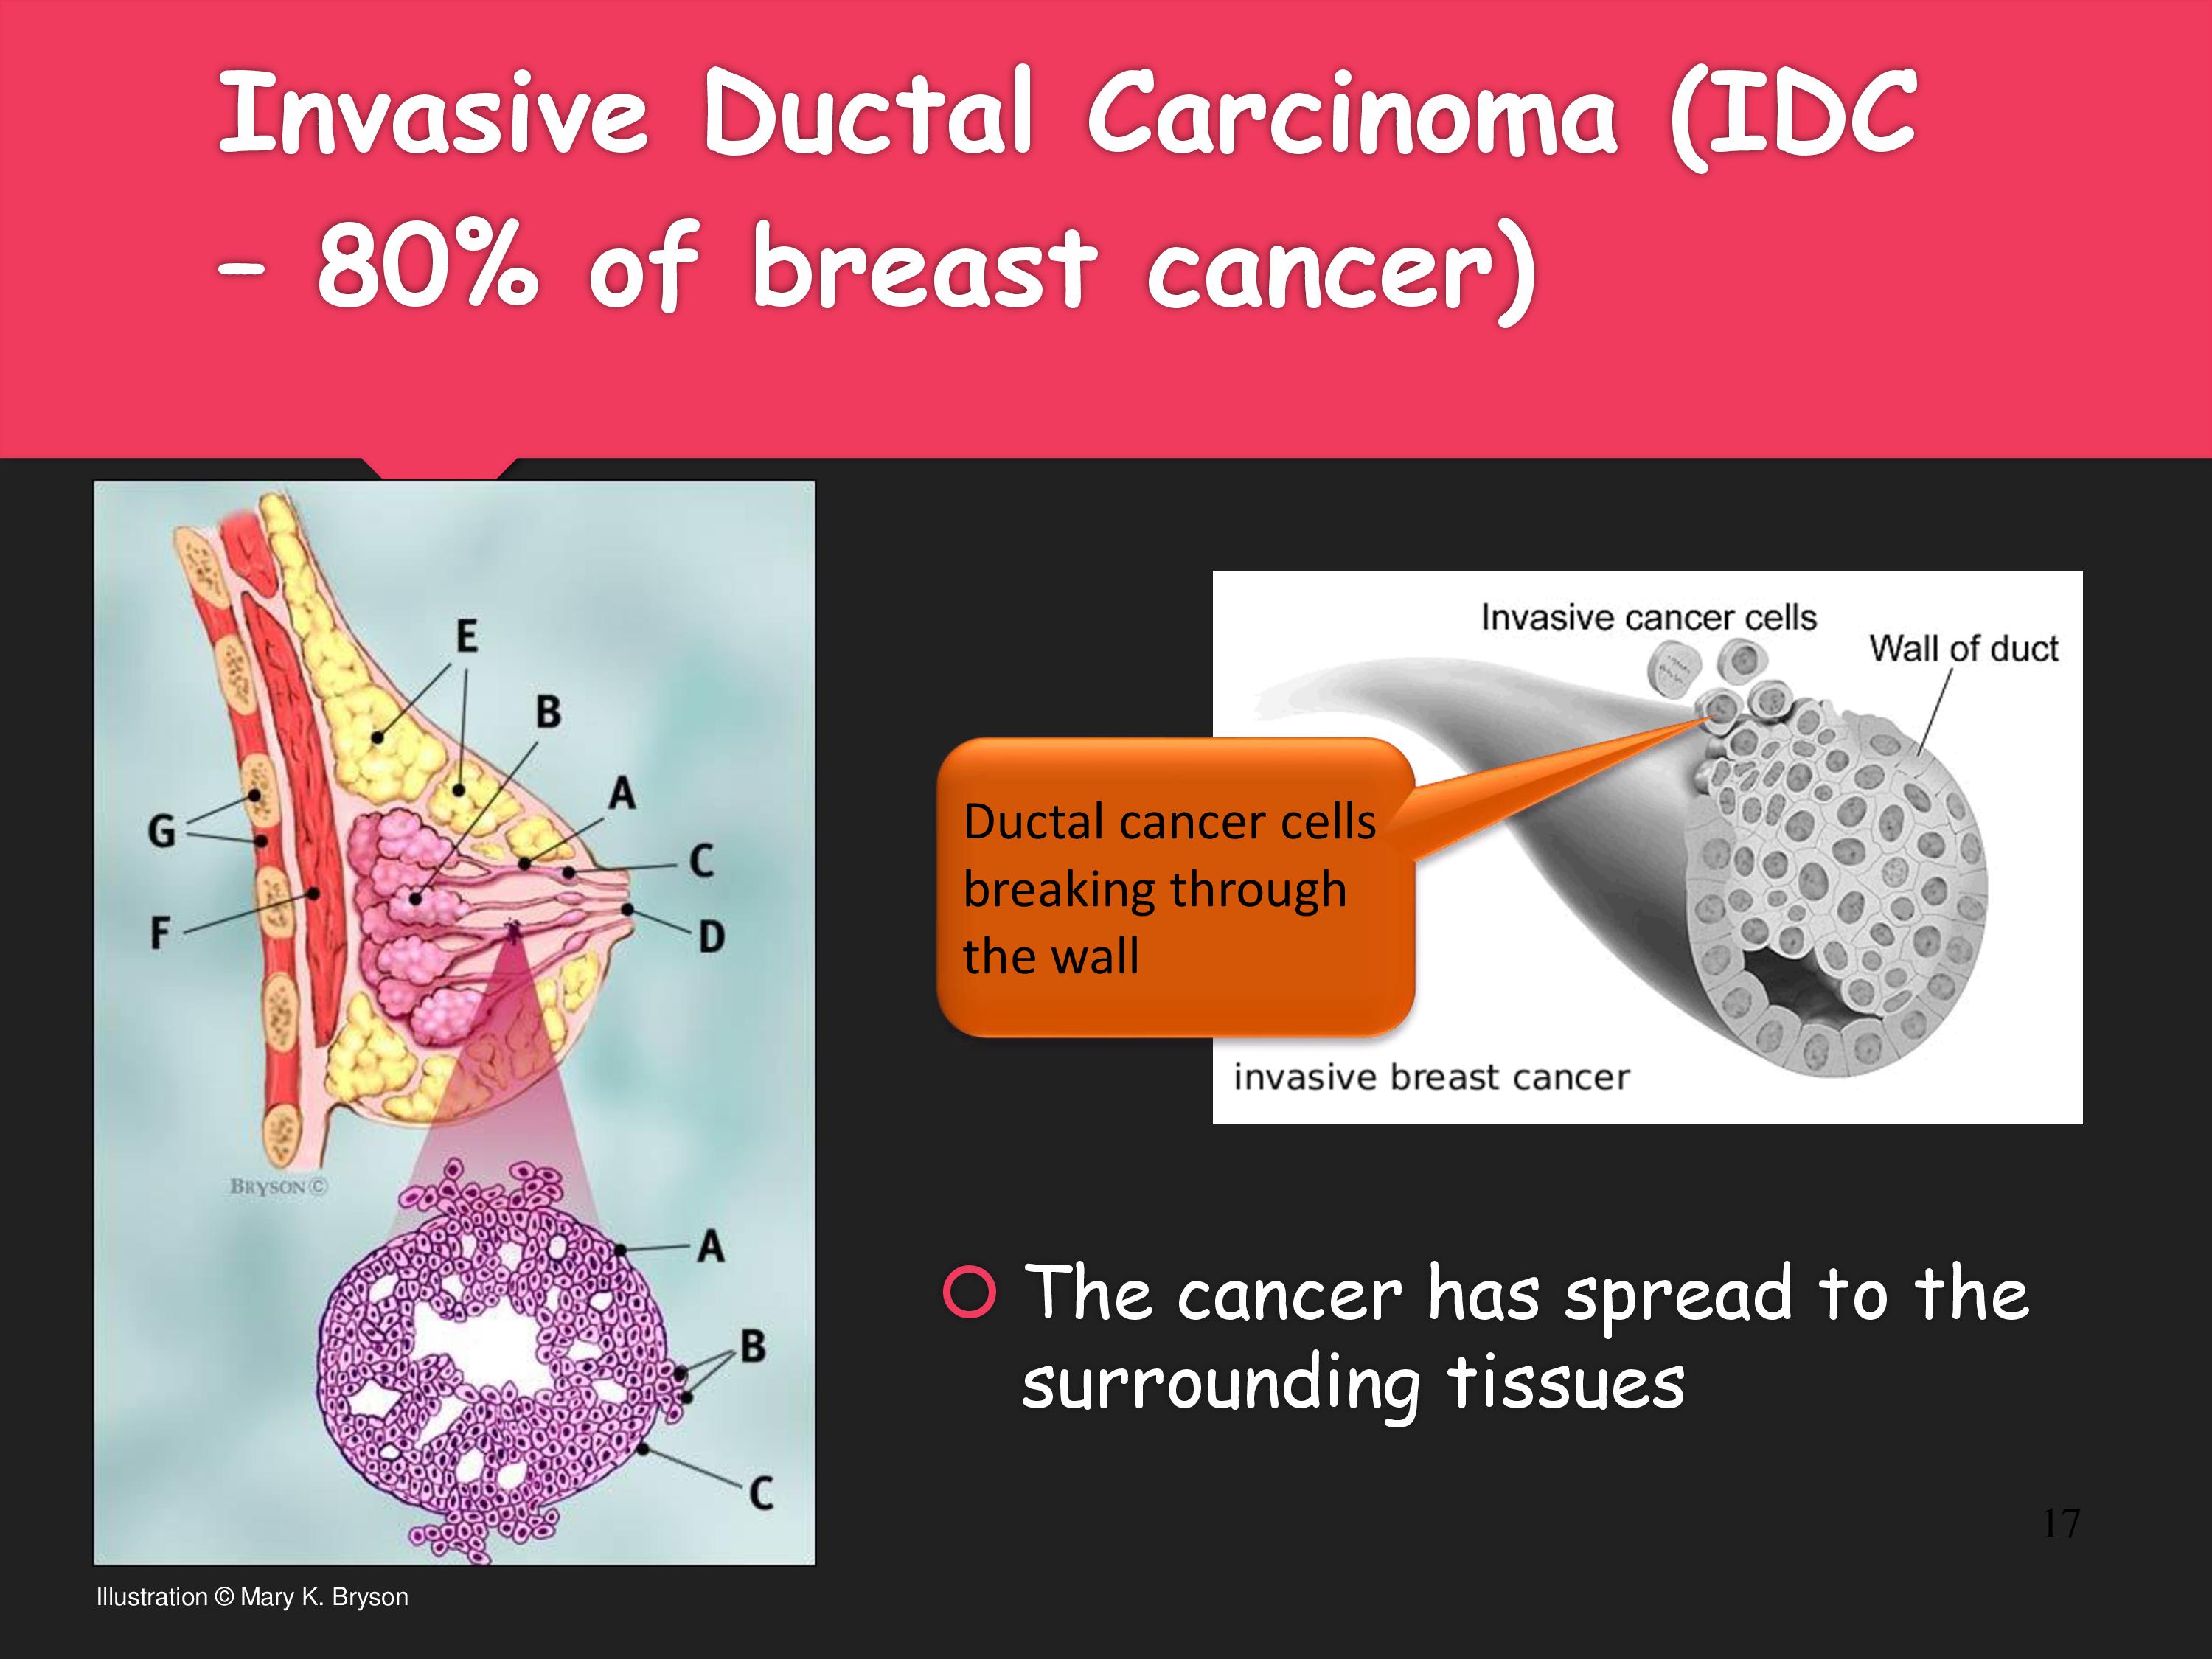 Invasive Ductal Carcinoma (IDC
– 80% of breast cancer)
E
B
A
C
G
F
D
BRYSON ©
A
B
C
Illustration © Mary K. Bryson
Invasive cancer cells
Wall of duct
Ductal cancer cells
breaking through
the wall
invasive breast cancer
The cancer has spread to the
surrounding tissues
17